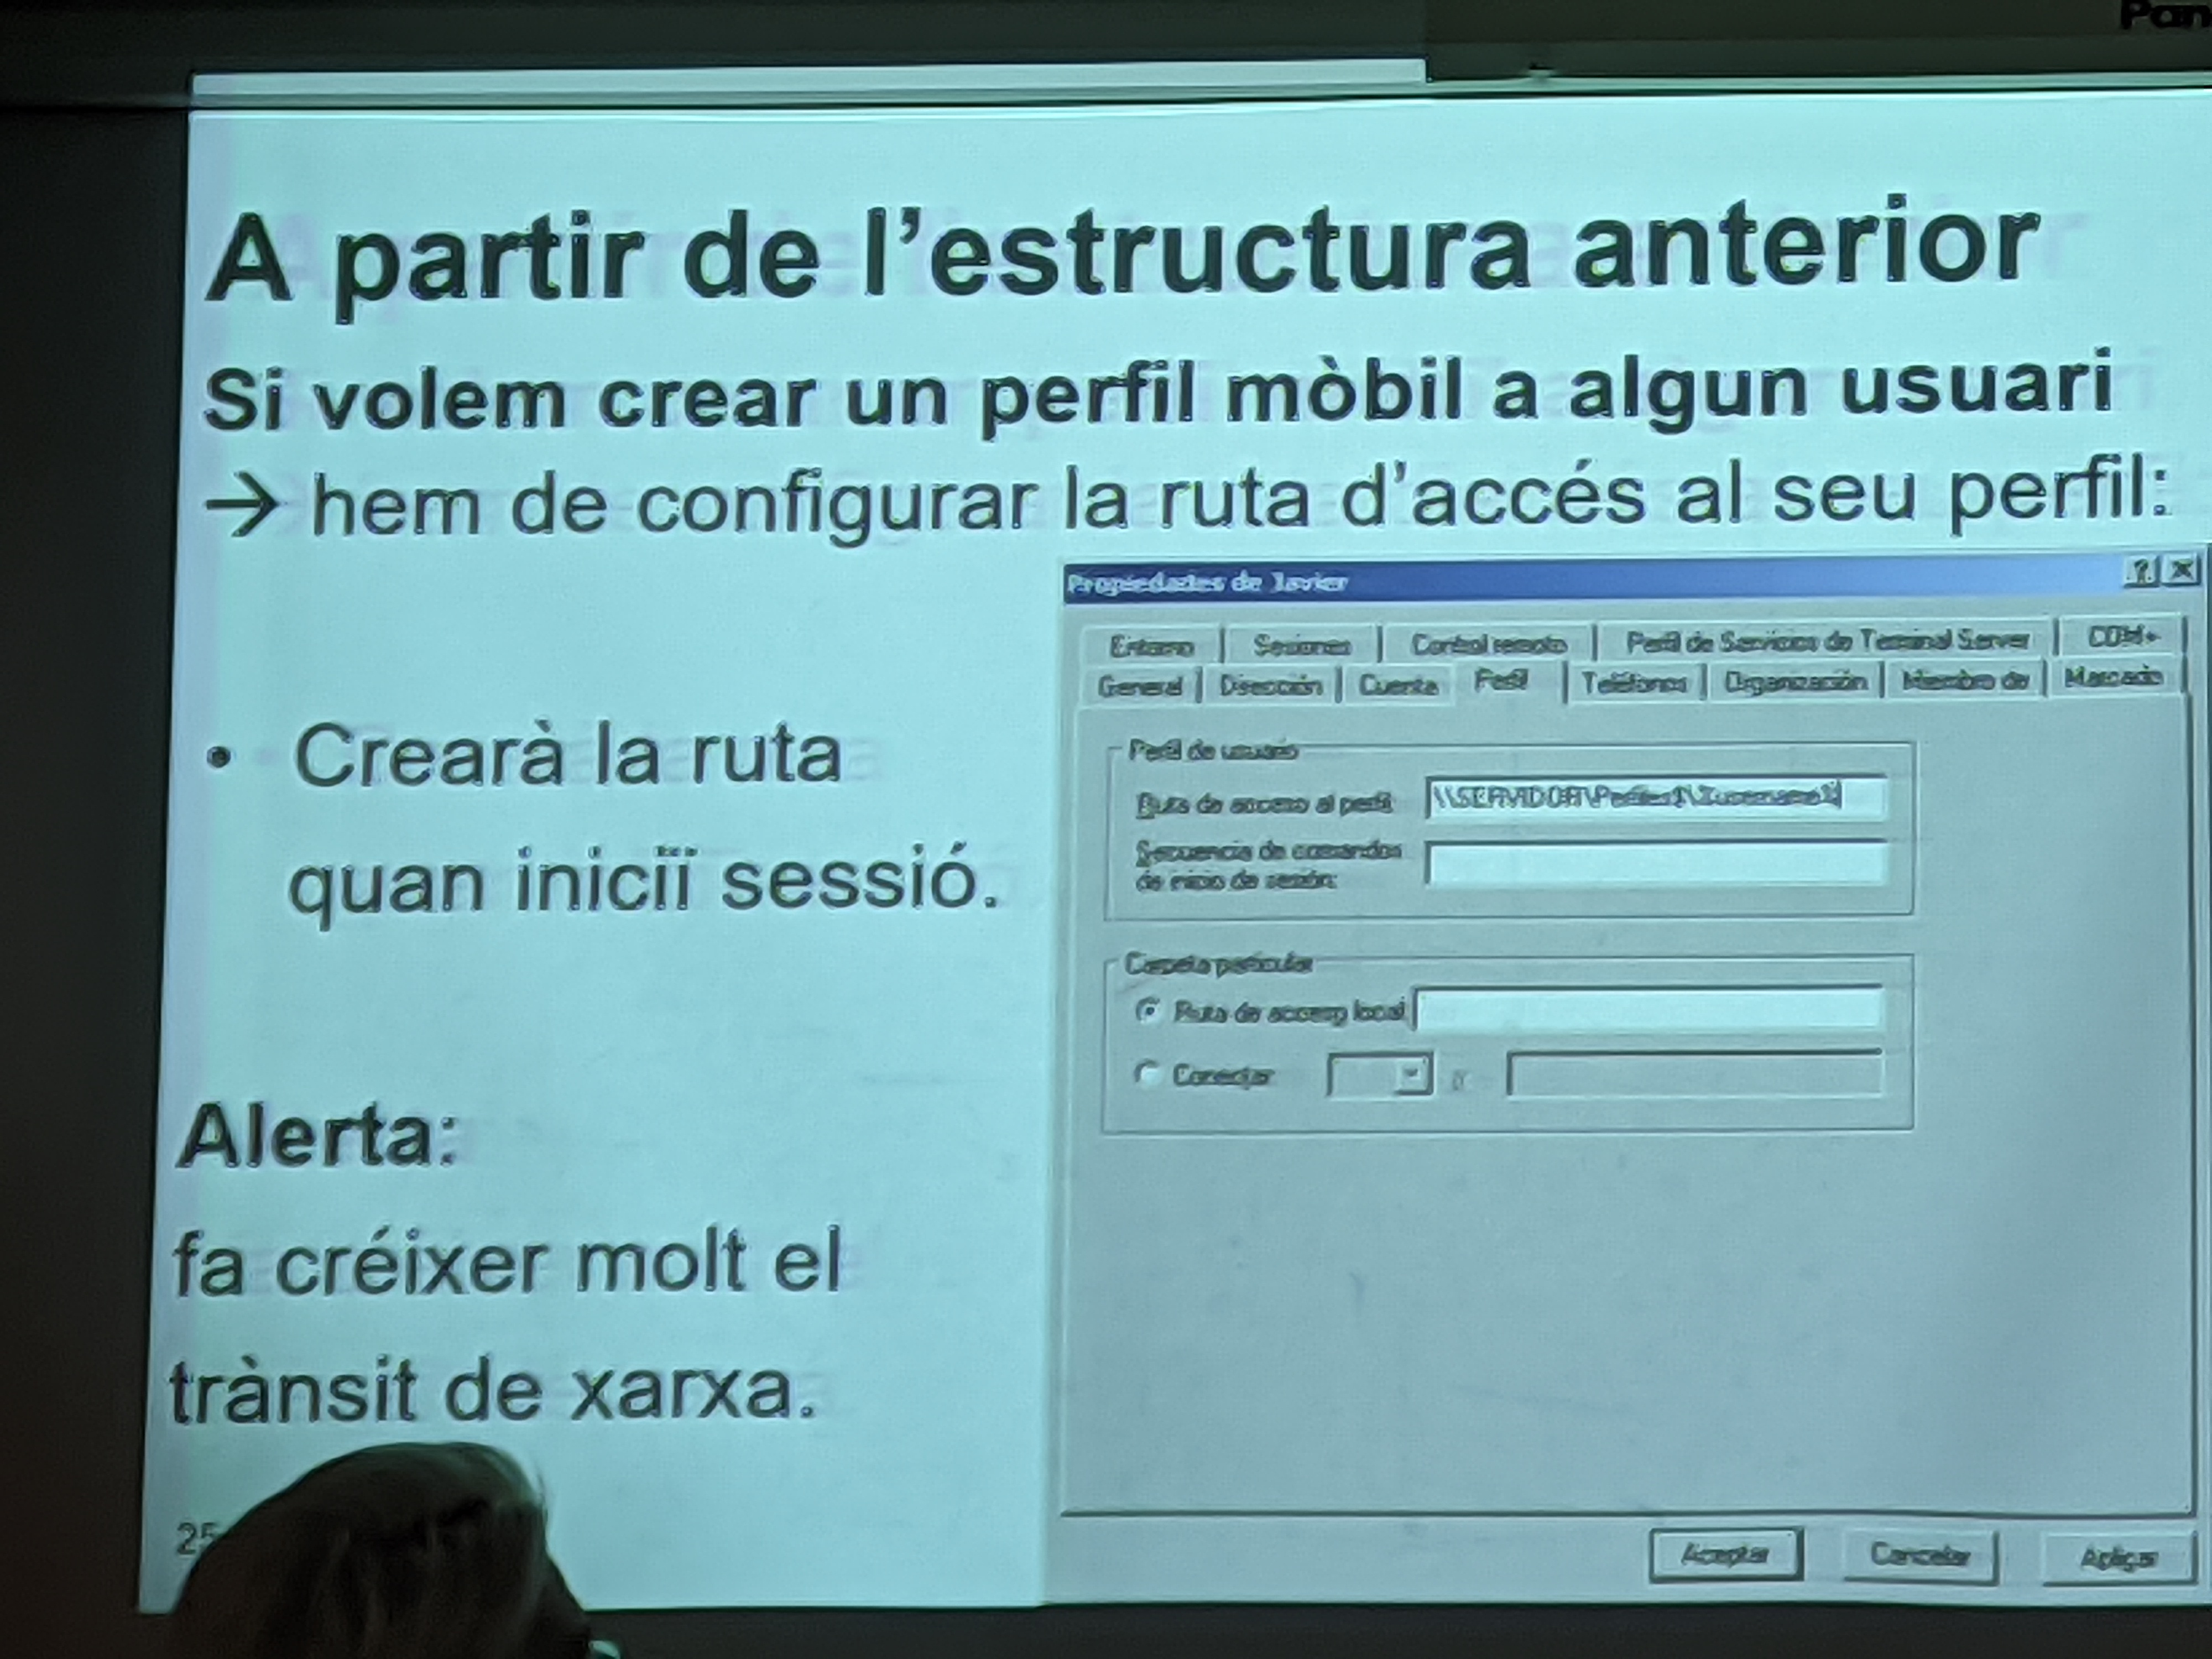 Pan
A partir de l’estructura anterior
Si volem crear un perfil mòbil a algun usuari
→ hem de configurar la ruta d’accés al seu perfil:
• Crearà la ruta
quan iniciï sessió.
Alerta:
fa créixer molt el
trànsit de xarxa.
25
Propiedades de Javier
Entorno Sesiones Control remoto Perfil de Servicios de Terminal Server COM+
General Dirección Cuenta Perfil Teléfonos Organización Miembro de Marcado
Perfil de usuario
Ruta de acceso al perfil: \\SERVIDOR\Perfiles$\%username%
Secuencia de comandos
de inicio de sesión:
Carpeta particular
Ruta de acceso local:
Conectar a
Aceptar Cancelar Aplicar